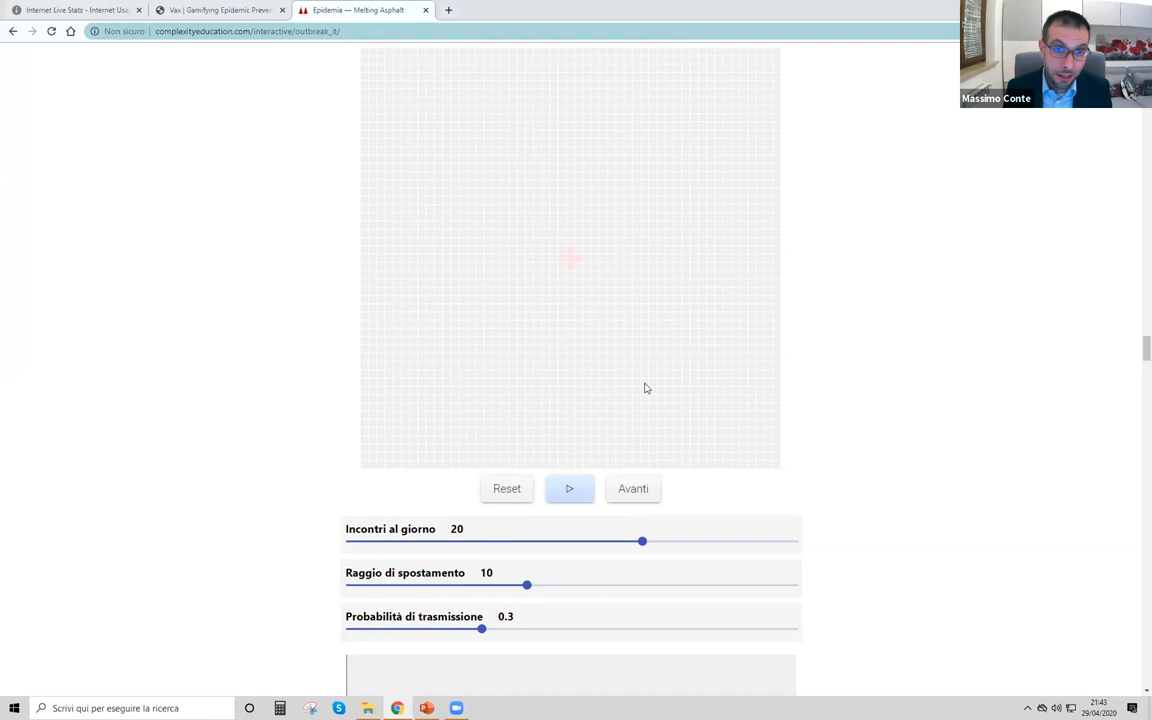 Internet Live Stats - Internet Usa
Vax | Gamifying Epidemic Preven
Epidemia — Melting Asphalt
Non sicuro
complexityeducation.com/interactive/outbreak_it/
Massimo Conte
Reset
Avanti
Incontri al giorno 20
Raggio di spostamento 10
Probabilità di trasmissione 0.3
Scrivi qui per eseguire la ricerca
21:43
29/04/2020